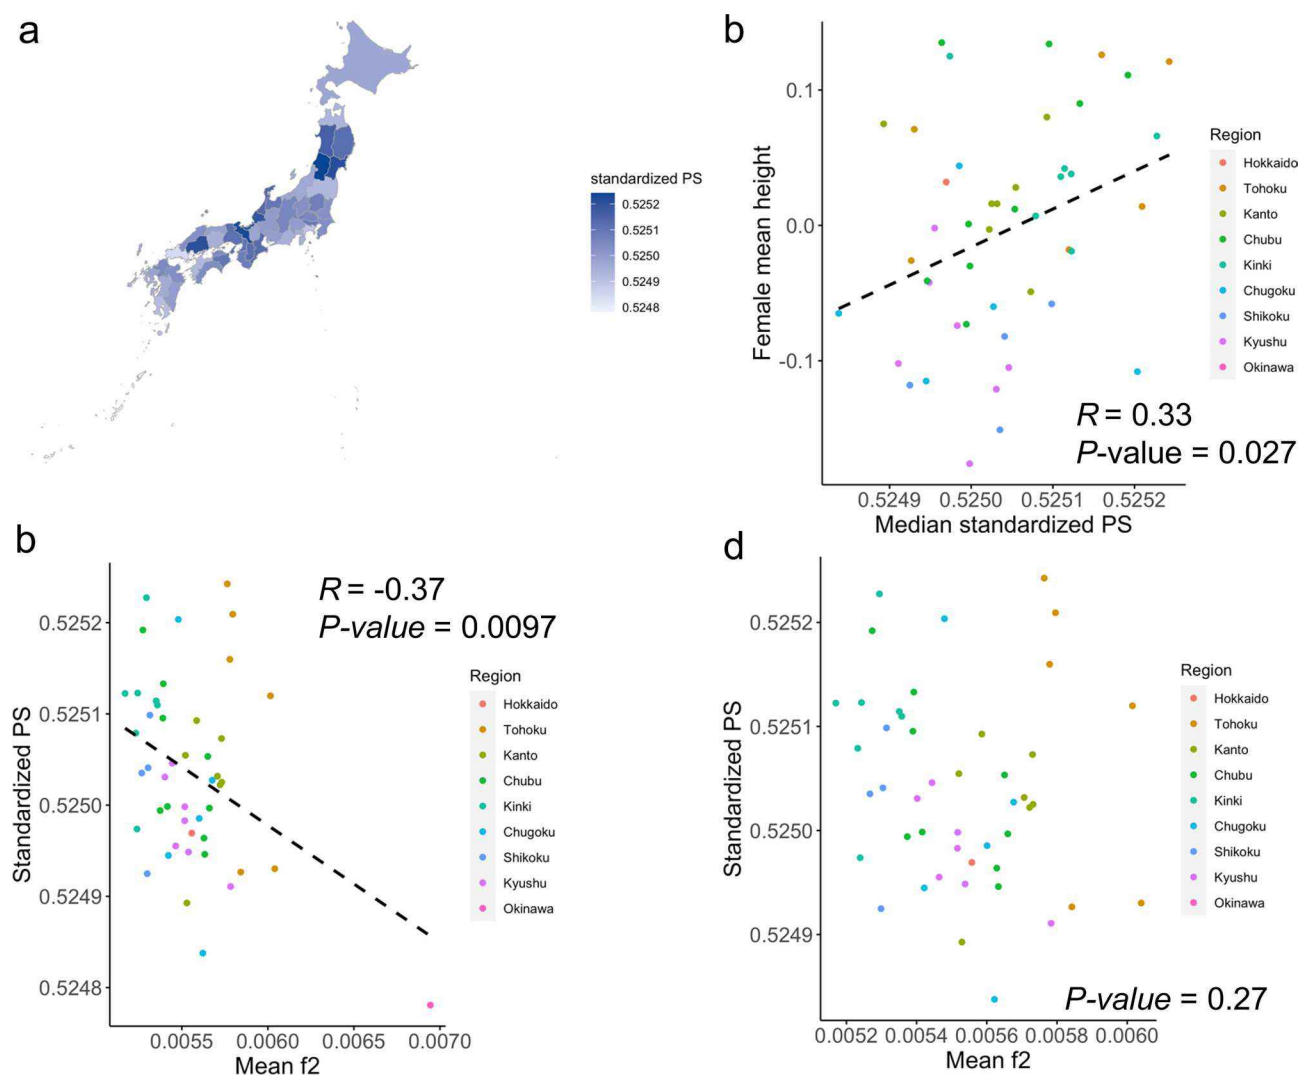 a
standardized PS
0.5252
0.5251
0.5250
0.5249
0.5248
b
Female mean height
0.1
0.0
-0.1
R = 0.33
P-value = 0.027
0.5249 0.5250 0.5251 0.5252
Median standardized PS
Region
Hokkaido
Tohoku
Kanto
Chubu
Kinki
Chugoku
Shikoku
Kyushu
Okinawa
b
Standardized PS
0.5252
0.5251
0.5250
0.5249
0.5248
R = -0.37
P-value = 0.0097
Region
Hokkaido
Tohoku
Kanto
Chubu
Kinki
Chugoku
Shikoku
Kyushu
Okinawa
0.0055 0.0060 0.0065 0.0070
Mean f2
d
Standardized PS
0.5252
0.5251
0.5250
0.5249
Region
Hokkaido
Tohoku
Kanto
Chubu
Kinki
Chugoku
Shikoku
Kyushu
Okinawa
P-value = 0.27
0.0052 0.0054 0.0056 0.0058 0.0060
Mean f2